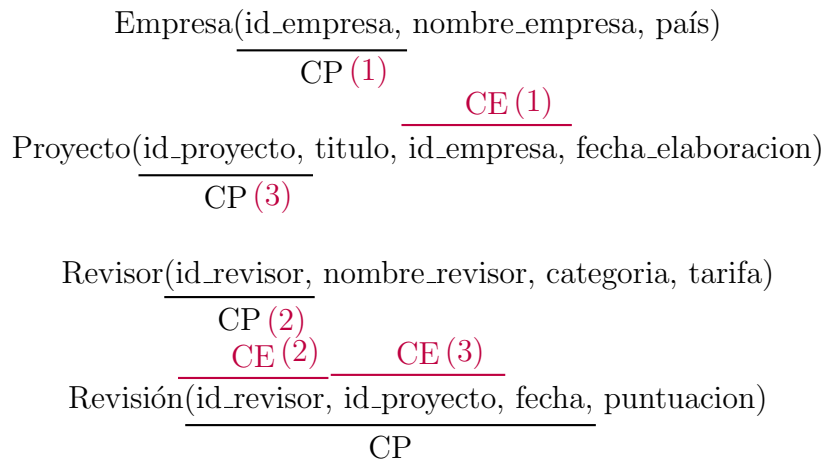 Empresa(id_empresa, nombre_empresa, país)
CP (1)
CE (1)
Proyecto(id_proyecto, titulo, id_empresa, fecha_elaboracion)
CP (3)
Revisor(id_revisor, nombre_revisor, categoria, tarifa)
CP (2)
CE (2) CE (3)
Revisión(id_revisor, id_proyecto, fecha, puntuacion)
CP